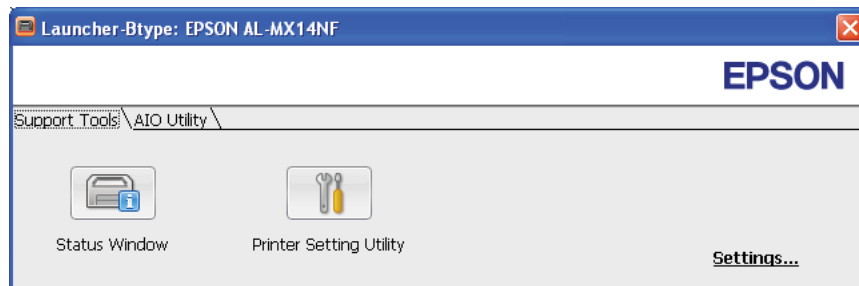 Launcher-Btype: EPSON AL-MX14NF
EPSON
Support Tools AIO Utility
Status Window Printer Setting Utility
Settings...